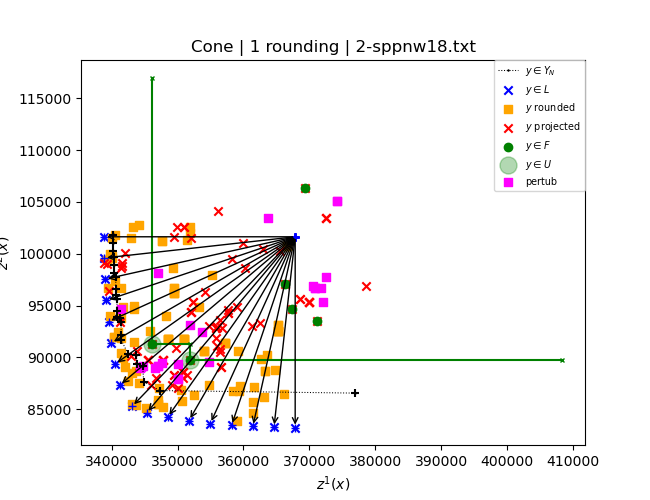 Cone | 1 rounding | 2-sppnw18.txt
y ∈ Y_N
y ∈ L
y rounded
y projected
y ∈ F
y ∈ U
pertub
z²(x)
115000
110000
105000
100000
95000
90000
85000
340000 350000 360000 370000 380000 390000 400000 410000
z¹(x)